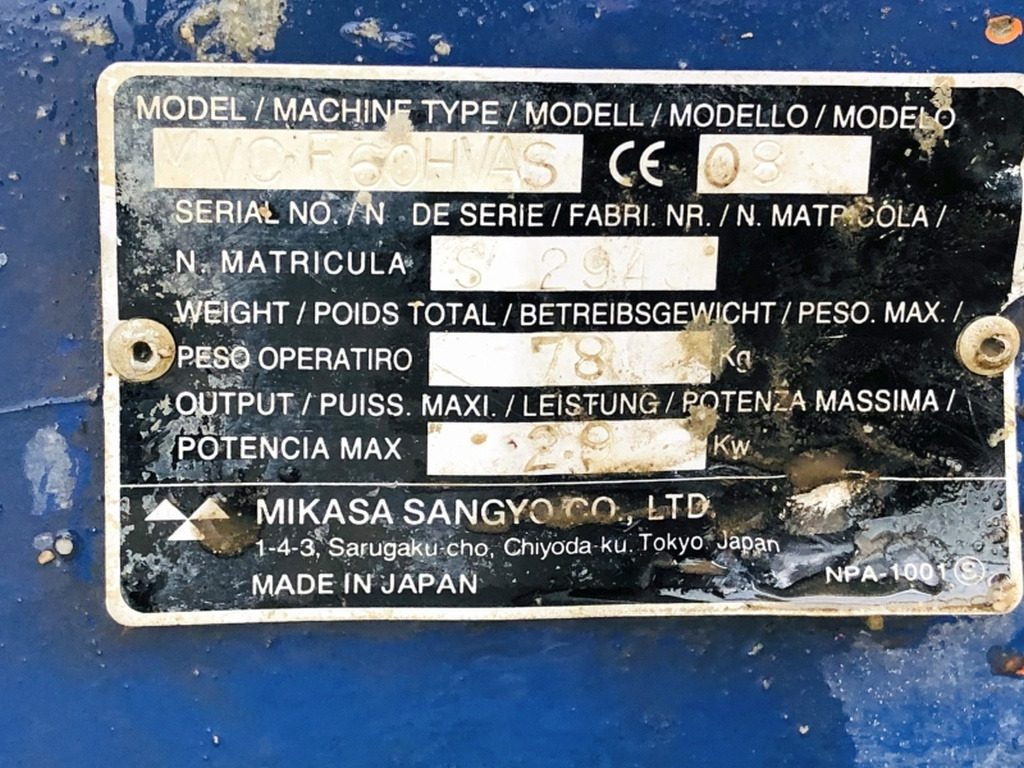 MODEL / MACHINE TYPE / MODELL / MODELLO / MODELO
MVC-F60HVAS CE 08
SERIAL NO. / N DE SERIE / FABRI. NR. / N. MATRICOLA /
N. MATRICULA S
WEIGHT / POIDS TOTAL / BETREIBSGEWICHT / PESO. MAX. /
PESO OPERATIRO 78 Kg
OUTPUT / PUISS. MAXI. / LEISTUNG / POTENZA MASSIMA /
POTENCIA MAX 2.9 Kw
MIKASA SANGYO CO., LTD.
1-4-3, Sarugaku-cho, Chiyoda-ku, Tokyo, Japan
MADE IN JAPAN
NPA-1001 Ⓢ